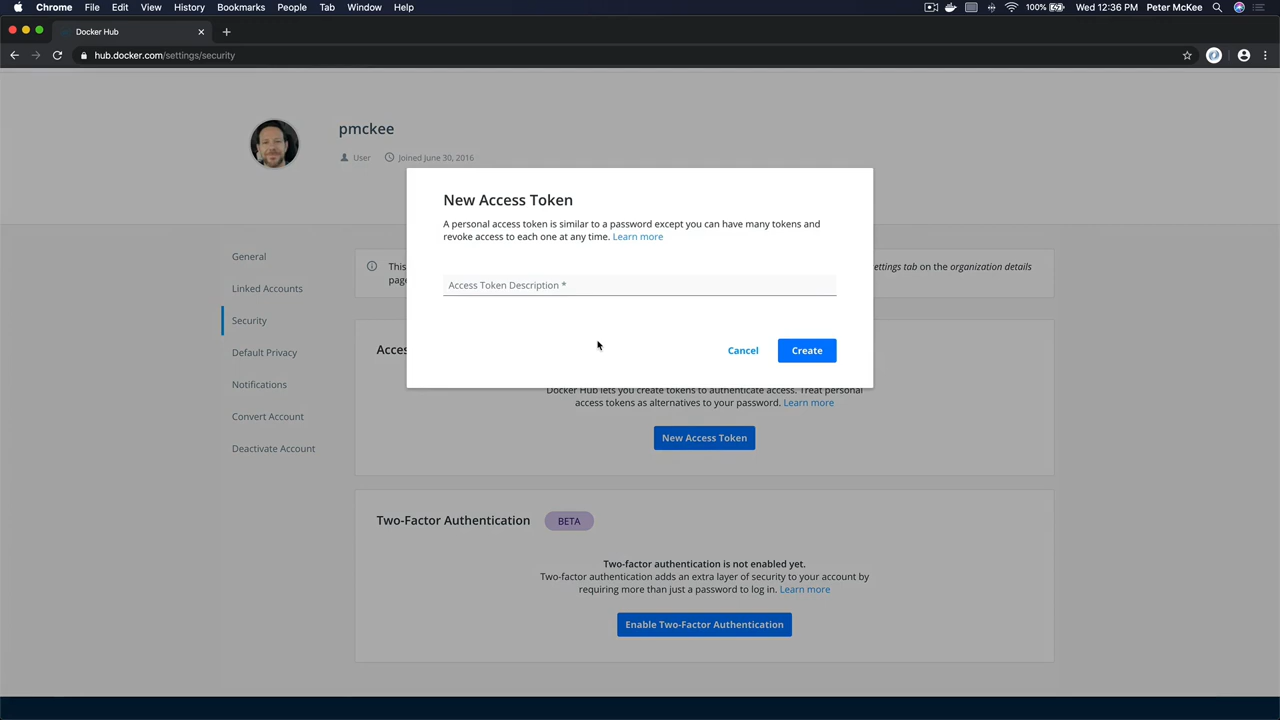 Chrome File Edit View History Bookmarks People Tab Window Help 100% Wed 12:36 PM Peter McKee
Docker Hub
hub.docker.com/settings/security
pmckee
User Joined June 30, 2016
New Access Token
A personal access token is similar to a password except you can have many tokens and
revoke access to each one at any time. Learn more
Access Token Description *
Cancel Create
General
Linked Accounts
Security
Default Privacy
Notifications
Convert Account
Deactivate Account
This ettings tab on the organization details
page
Acces
Docker Hub lets you create tokens to authenticate access. Treat personal
access tokens as alternatives to your password. Learn more
New Access Token
Two-Factor Authentication BETA
Two-factor authentication is not enabled yet.
Two-factor authentication adds an extra layer of security to your account by
requiring more than just a password to log in. Learn more
Enable Two-Factor Authentication